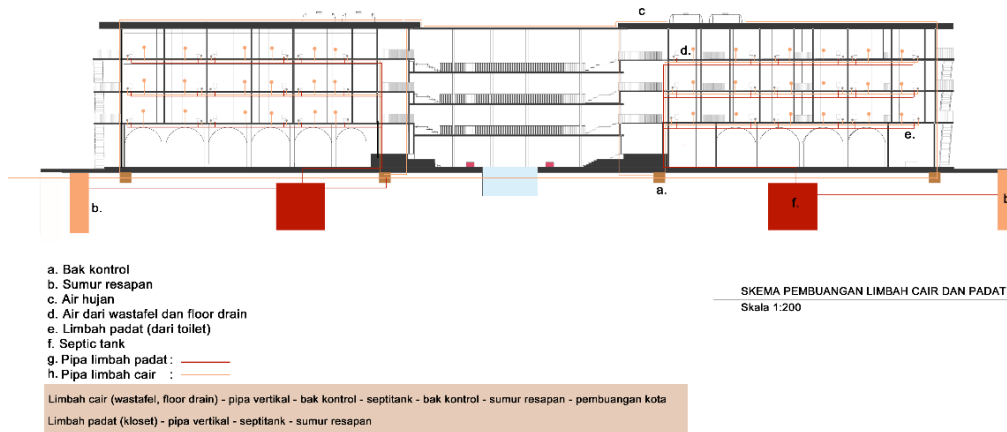 c
d.
e.
a.
b.
f.
b
a. Bak kontrol
b. Sumur resapan
c. Air hujan
d. Air dari wastafel dan floor drain
e. Limbah padat (dari toilet)
f. Septic tank
g. Pipa limbah padat :
h. Pipa limbah cair :
SKEMA PEMBUANGAN LIMBAH CAIR DAN PADAT
Skala 1:200
Limbah cair (wastafel, floor drain) - pipa vertikal - bak kontrol - septitank - bak kontrol - sumur resapan - pembuangan kota
Limbah padat (kloset) - pipa vertikal - septitank - sumur resapan